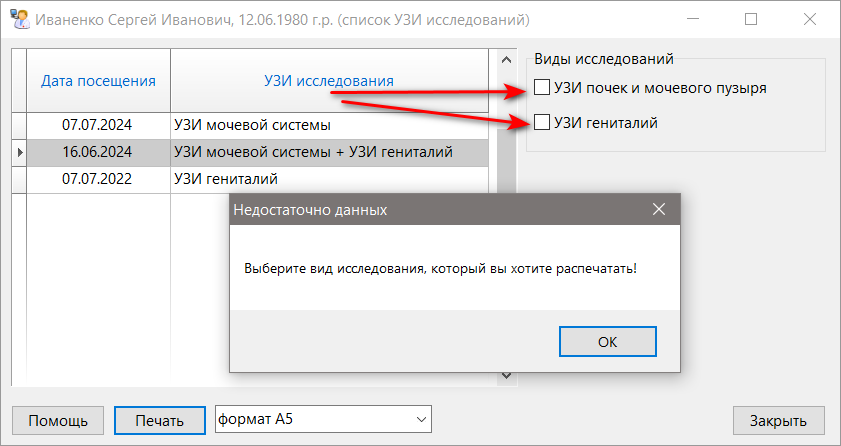 Иваненко Сергей Иванович, 12.06.1980 г.р. (список УЗИ исследований)
Дата посещения УЗИ исследования
07.07.2024 УЗИ мочевой системы
16.06.2024 УЗИ мочевой системы + УЗИ гениталий
07.07.2022 УЗИ гениталий
Виды исследований
УЗИ почек и мочевого пузыря
УЗИ гениталий
Недостаточно данных
Выберите вид исследования, который вы хотите распечатать!
ОК
Помощь Печать формат А5 Закрыть